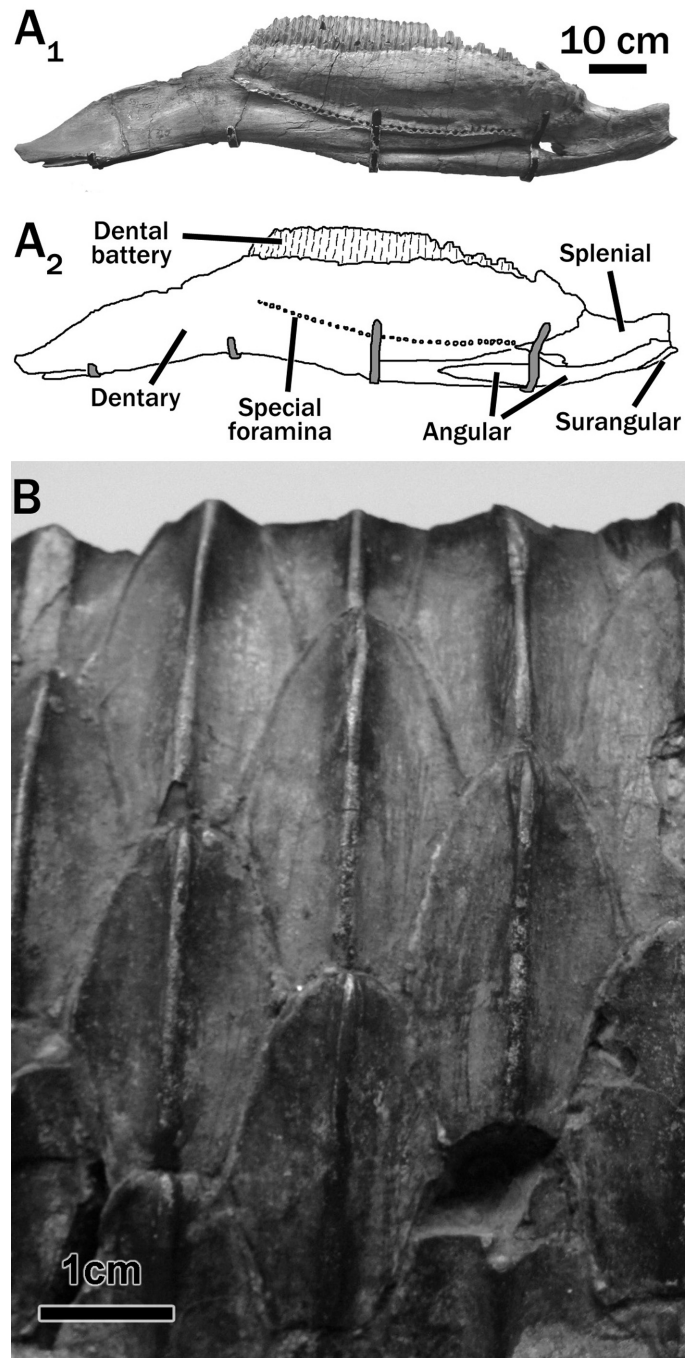 A1
10 cm
A2
Dental
battery
Splenial
Dentary
Special
foramina
Angular
Surangular
B
1cm